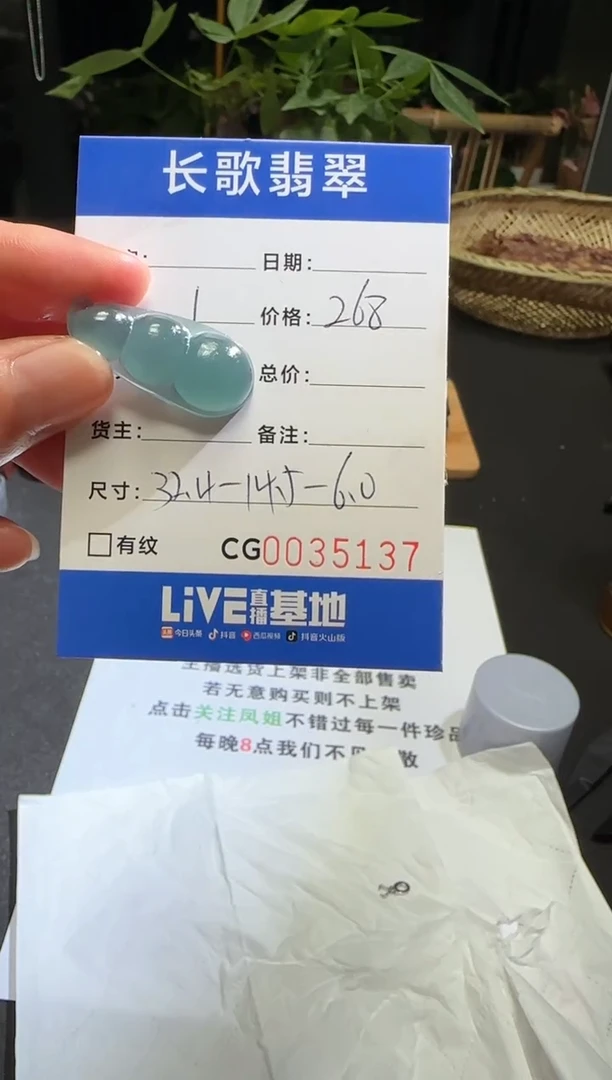 长歌翡翠
日期:
1 价格: 268
总价:
货主: 备注:
尺寸: 32.4-14.5-6.0
有纹 CG0035137
LiVE直播基地
今日头条 抖音 西瓜视频 抖音火山版
主播选货上架非全部售卖
若无意购买则不上架
点击关注凤姐不错过每一件珍品
每晚8点我们不见 散